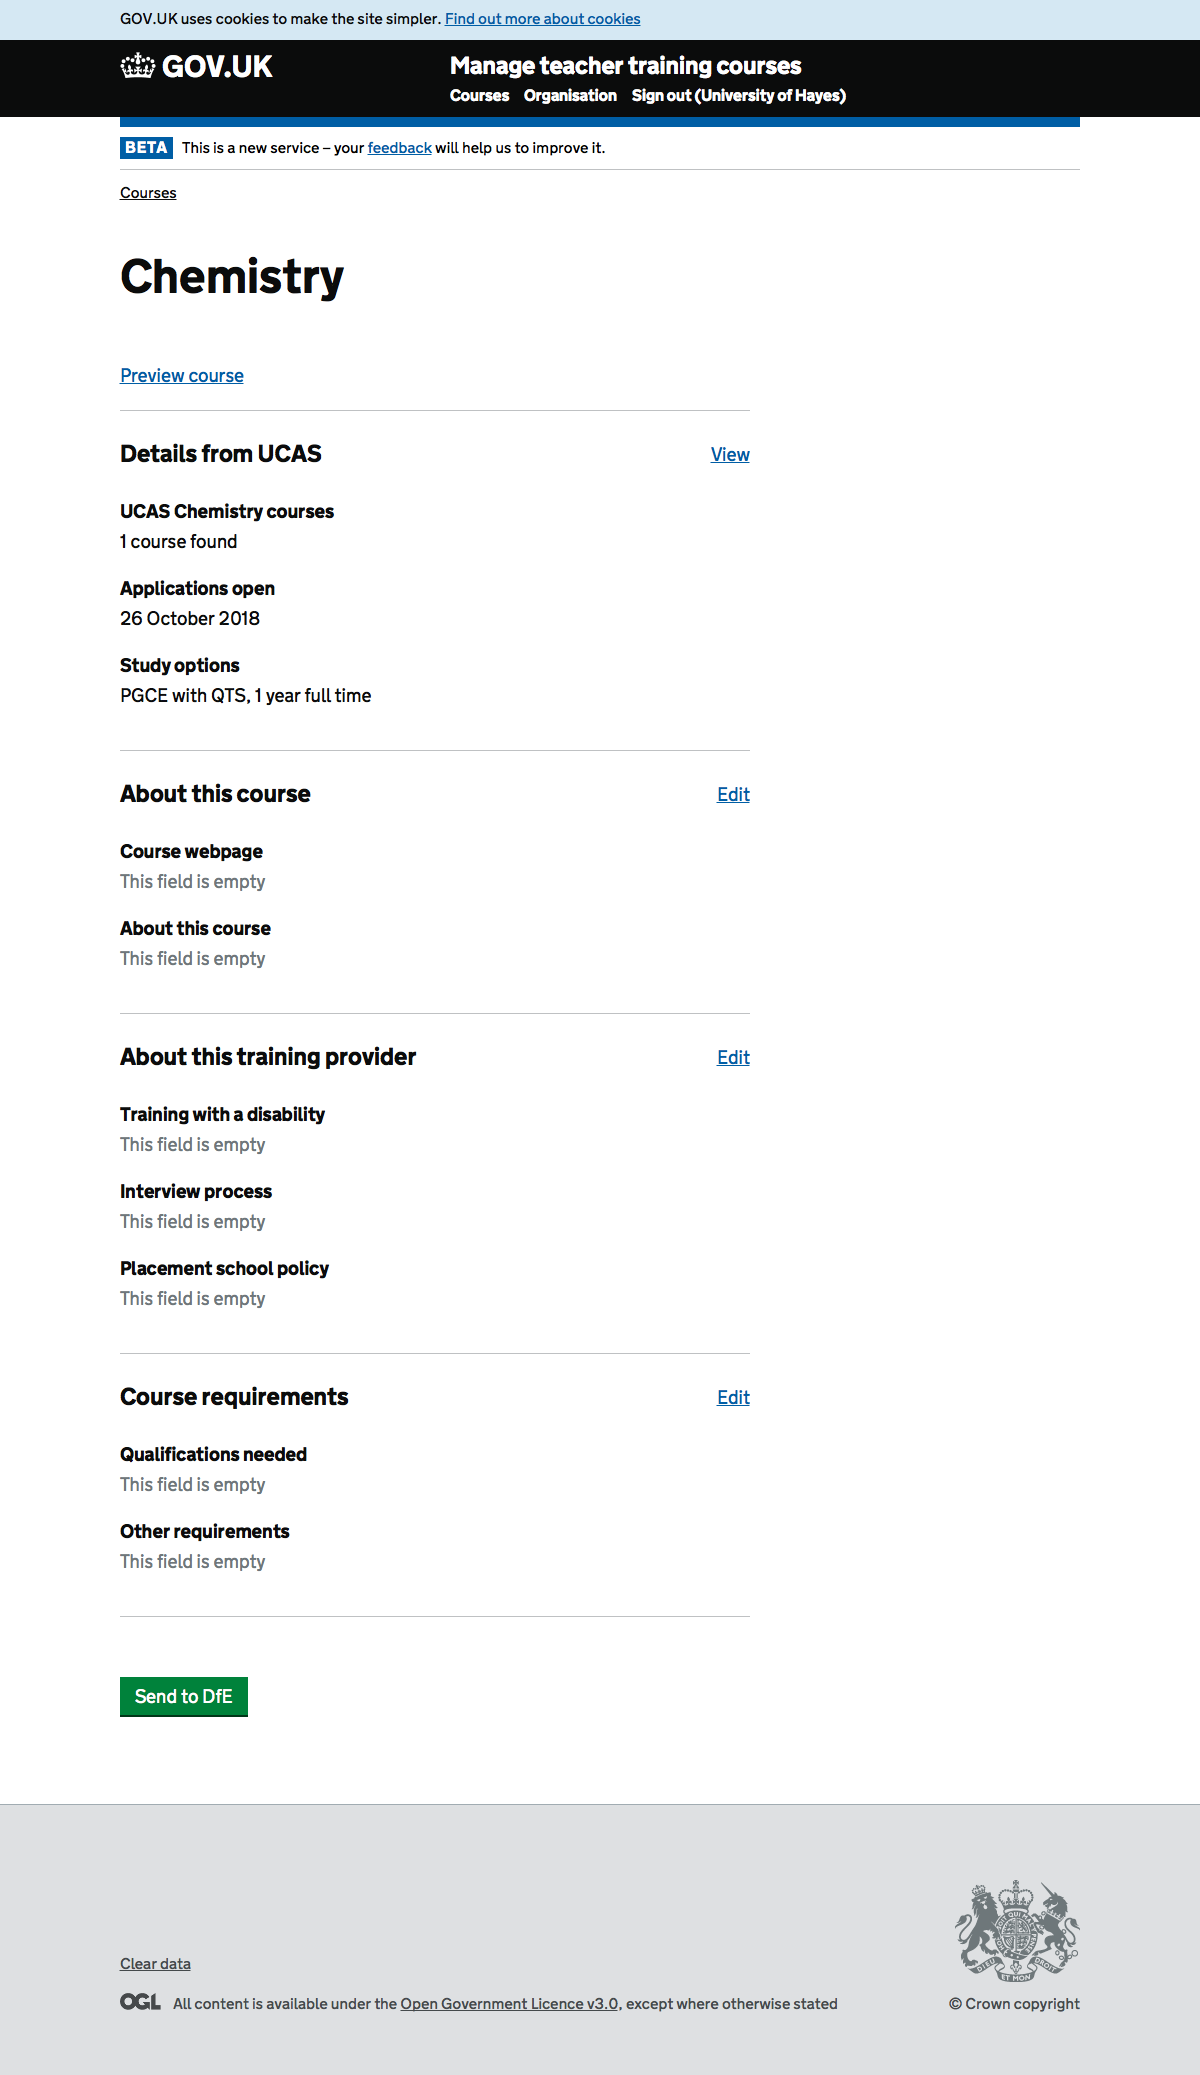 GOV.UK uses cookies to make the site simpler. Find out more about cookies
GOV.UK
Manage teacher training courses
Courses Organisation Sign out (University of Hayes)
BETA This is a new service – your feedback will help us to improve it.
Courses
Chemistry
Preview course
Details from UCAS View
UCAS Chemistry courses
1 course found
Applications open
26 October 2018
Study options
PGCE with QTS, 1 year full time
About this course Edit
Course webpage
This field is empty
About this course
This field is empty
About this training provider Edit
Training with a disability
This field is empty
Interview process
This field is empty
Placement school policy
This field is empty
Course requirements Edit
Qualifications needed
This field is empty
Other requirements
This field is empty
Send to DfE
Clear data
DIEU ET MON DROIT
OGL All content is available under the Open Government Licence v3.0, except where otherwise stated
© Crown copyright